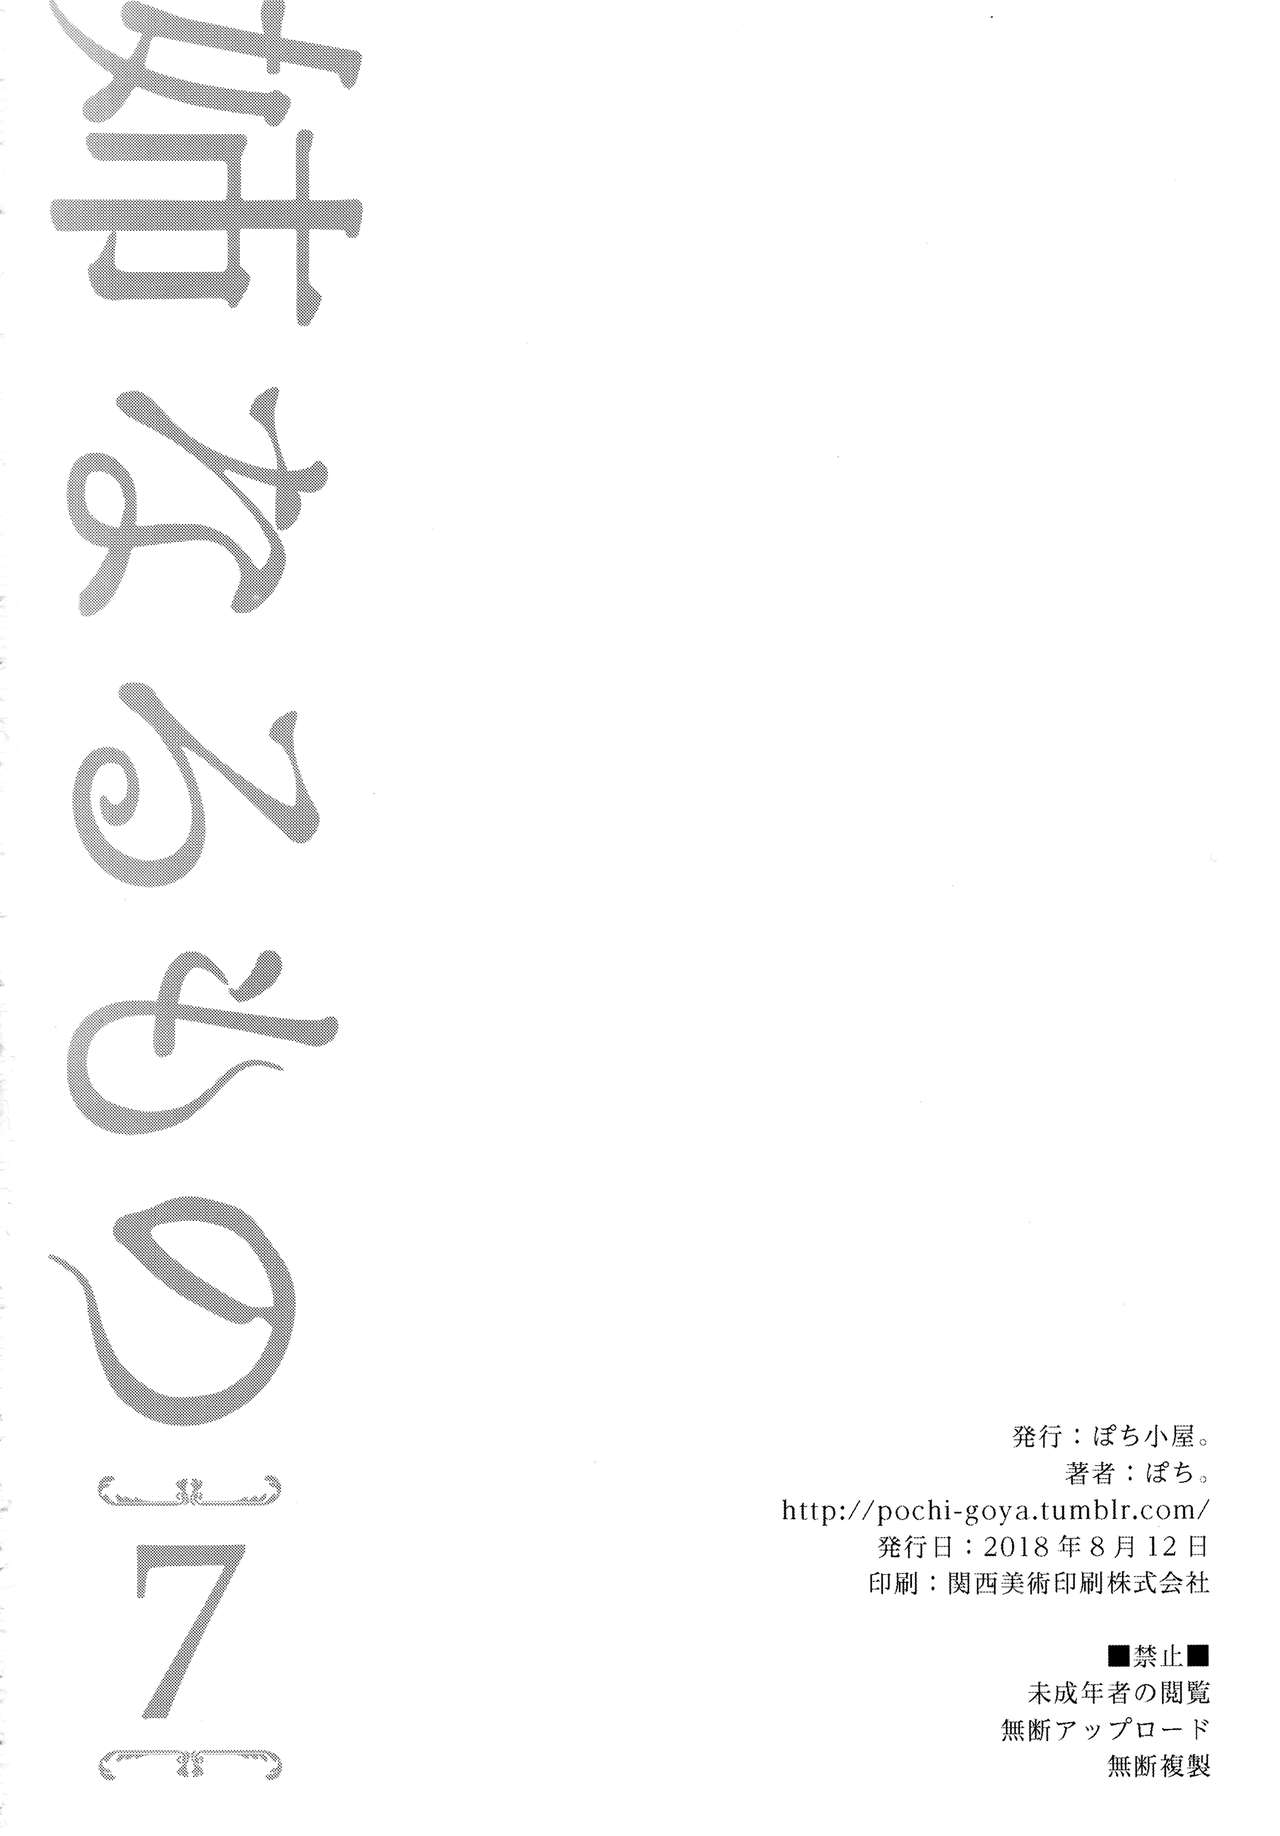 姉なるもの
7
発行：ぽち小屋。
著者：ぽち。
http://pochi-goya.tumblr.com/
発行日：2018年8月12日
印刷：関西美術印刷株式会社
■禁止■
未成年者の閲覧
無断アップロード
無断複製